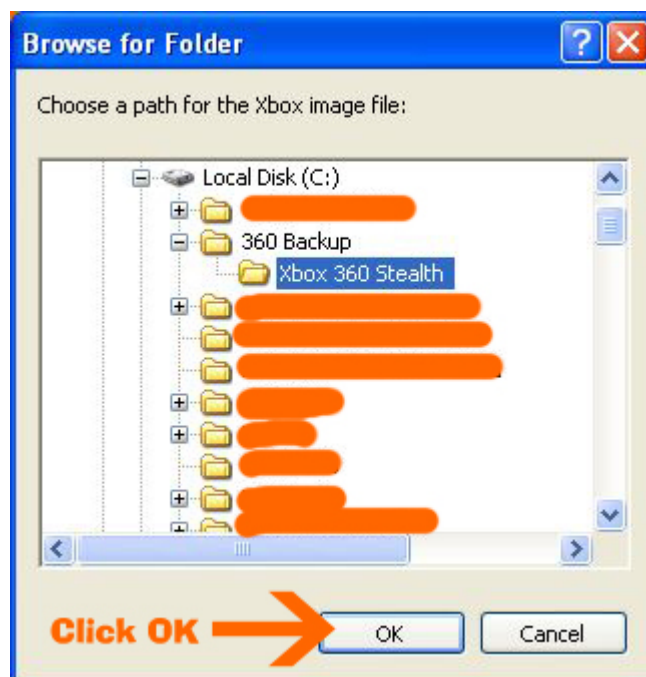 Browse for Folder
Choose a path for the Xbox image file:
Local Disk (C:)
360 Backup
Xbox 360 Stealth
Click OK
OK
Cancel